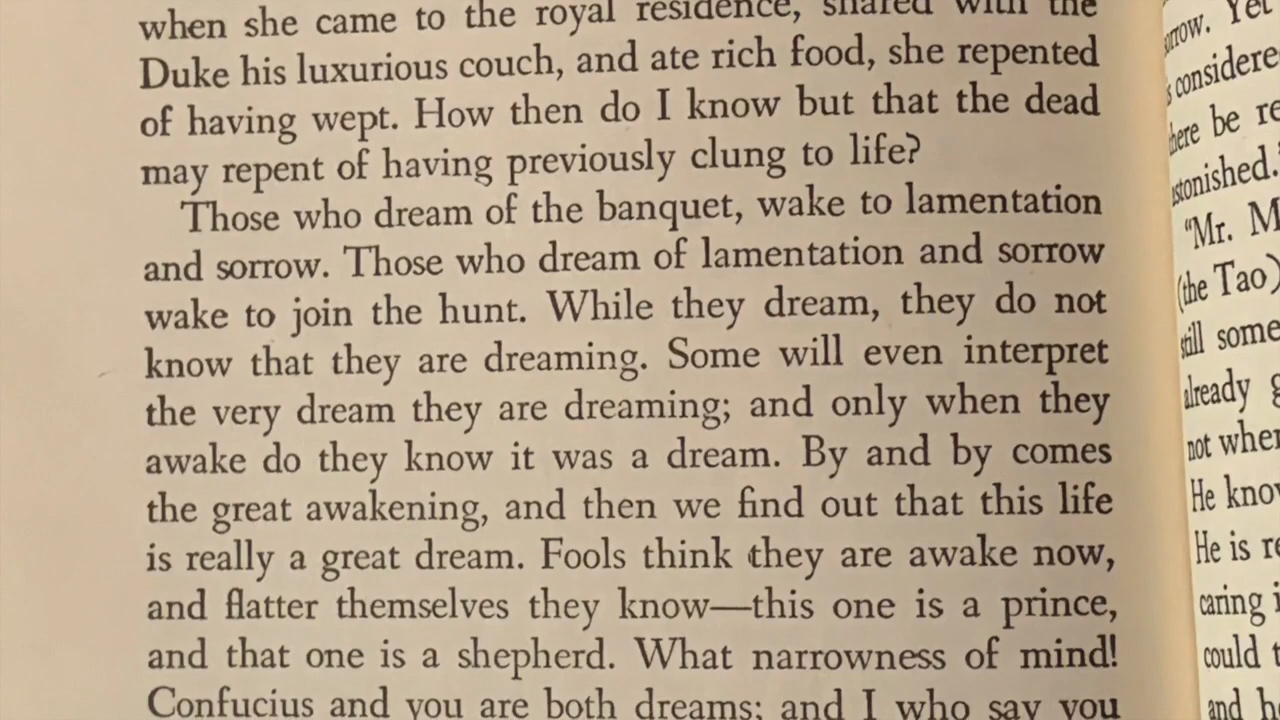 when she came to the royal residence, shared with the
Duke his luxurious couch, and ate rich food, she repented
of having wept. How then do I know but that the dead
may repent of having previously clung to life?
Those who dream of the banquet, wake to lamentation
and sorrow. Those who dream of lamentation and sorrow
wake to join the hunt. While they dream, they do not
know that they are dreaming. Some will even interpret
the very dream they are dreaming; and only when they
awake do they know it was a dream. By and by comes
the great awakening, and then we find out that this life
is really a great dream. Fools think they are awake now,
and flatter themselves they know—this one is a prince,
and that one is a shepherd. What narrowness of mind!
Confucius and you are both dreams; and I who say you
Yet
be
"Mr.
(the Tao)
still some
already
not
He
He is
caring
could
and